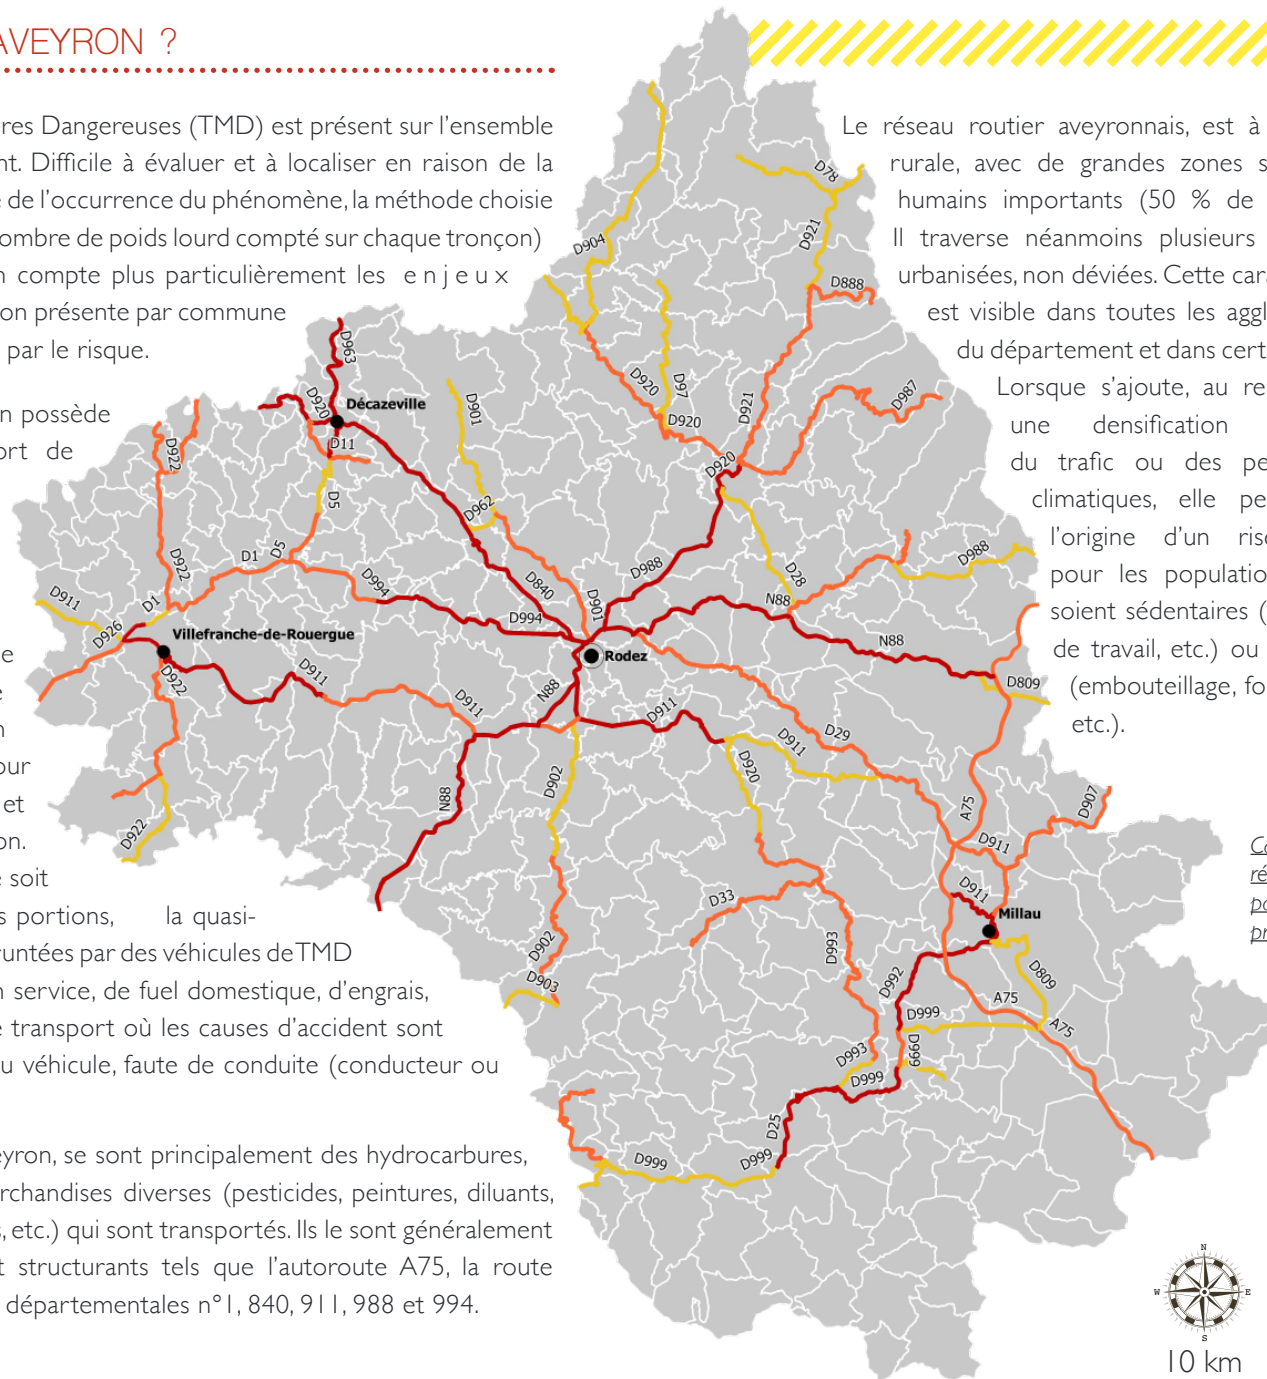 AVEYRON ?
res Dangereuses (TMD) est présent sur l'ensemble
nt. Difficile à évaluer et à localiser en raison de la
e de l'occurrence du phénomène, la méthode choisie
ombre de poids lourd compté sur chaque tronçon)
n compte plus particulièrement les enjeux
on présente par commune
par le risque.
n possède
ort de
e
e
n
our
et
on.
e soit
s portions, la quasi-
runtées par des véhicules de TMD
n service, de fuel domestique, d'engrais,
e transport où les causes d'accident sont
u véhicule, faute de conduite (conducteur ou
eyron, se sont principalement des hydrocarbures,
rchandises diverses (pesticides, peintures, diluants,
s, etc.) qui sont transportés. Ils le sont généralement
t structurants tels que l'autoroute A75, la route
départementales n°1, 840, 911, 988 et 994.
Le réseau routier aveyronnais, est à
rurale, avec de grandes zones s
humains importants (50 % de
Il traverse néanmoins plusieurs
urbanisées, non déviées. Cette cara
est visible dans toutes les aggl
du département et dans cert
Lorsque s'ajoute, au re
une densification
du trafic ou des pe
climatiques, elle pe
l'origine d'un risc
pour les population
soient sédentaires (
de travail, etc.) ou
(embouteillage, fo
etc.).
Ca
ré
pa
pr
D78
D904
D921
D888
D963
D920
D97
D920
D921
D987
D920
Décazeville
D901
D11
D922
D5
D962
D920
D1
D5
D922
D840
D901
D988
D28
D988
N88
D911
D1
D926
D994
D994
Villefranche-de-Rouergue
Rodez
N88
D922
D911
D911
N88
D911
D809
D29
D911
D920
D902
N88
A75
D907
D922
D911
D911
Millau
D33
D993
D902
D903
D992
D809
A75
A75
D999
D999
D993
D999
D25
D999
D999
N
W
E
S
10 km